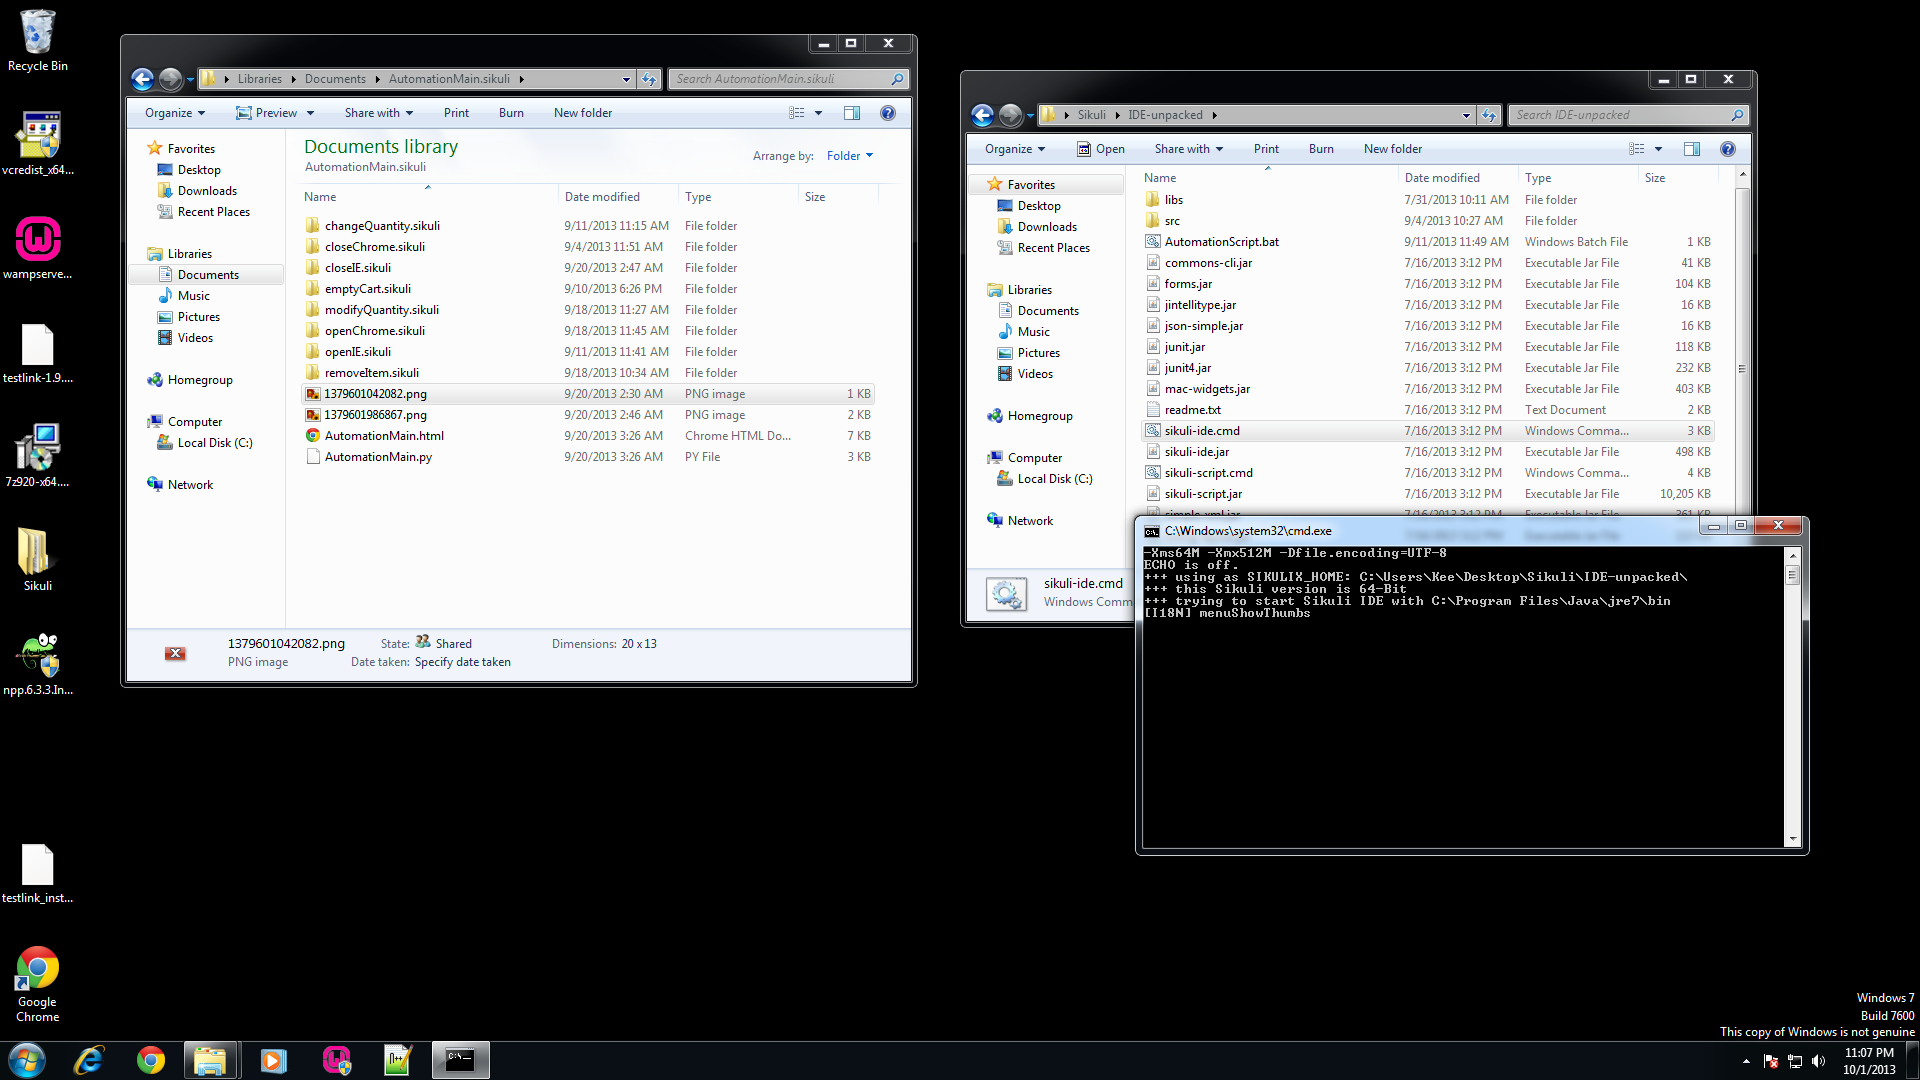 Recycle Bin
vcredist_x64...
wampserve...
testlink-1.9....
7z920-x64....
Sikuli
npp.6.3.3.In...
testlink_inst...
Google
Chrome
Libraries Documents AutomationMain.sikuli
Search AutomationMain.sikuli
Organize Preview Share with Print Burn New folder
Favorites
Desktop
Downloads
Recent Places
Libraries
Documents
Music
Pictures
Videos
Homegroup
Computer
Local Disk (C:)
Network
Documents library
AutomationMain.sikuli
Arrange by: Folder
Name Date modified Type Size
changeQuantity.sikuli 9/11/2013 11:15 AM File folder
closeChrome.sikuli 9/4/2013 11:51 AM File folder
closeIE.sikuli 9/20/2013 2:47 AM File folder
emptyCart.sikuli 9/10/2013 6:26 PM File folder
modifyQuantity.sikuli 9/18/2013 11:27 AM File folder
openChrome.sikuli 9/18/2013 11:45 AM File folder
openIE.sikuli 9/11/2013 11:41 AM File folder
removeItem.sikuli 9/18/2013 10:34 AM File folder
1379601042082.png 9/20/2013 2:30 AM PNG image 1 KB
1379601986867.png 9/20/2013 2:46 AM PNG image 2 KB
AutomationMain.html 9/20/2013 3:26 AM Chrome HTML Do... 7 KB
AutomationMain.py 9/20/2013 3:26 AM PY File 3 KB
1379601042082.png State: Shared Dimensions: 20 x 13
PNG image Date taken: Specify date taken
Sikuli IDE-unpacked
Search IDE-unpacked
Organize Open Share with Print Burn New folder
Favorites
Desktop
Downloads
Recent Places
Libraries
Documents
Music
Pictures
Videos
Homegroup
Computer
Local Disk (C:)
Network
Name Date modified Type Size
libs 7/31/2013 10:11 AM File folder
src 9/4/2013 10:27 AM File folder
AutomationScript.bat 9/11/2013 11:49 AM Windows Batch File 1 KB
commons-cli.jar 7/16/2013 3:12 PM Executable Jar File 41 KB
forms.jar 7/16/2013 3:12 PM Executable Jar File 104 KB
jintellitype.jar 7/16/2013 3:12 PM Executable Jar File 16 KB
json-simple.jar 7/16/2013 3:12 PM Executable Jar File 16 KB
junit.jar 7/16/2013 3:12 PM Executable Jar File 118 KB
junit4.jar 7/16/2013 3:12 PM Executable Jar File 232 KB
mac-widgets.jar 7/16/2013 3:12 PM Executable Jar File 403 KB
readme.txt 7/16/2013 3:12 PM Text Document 2 KB
sikuli-ide.cmd 7/16/2013 3:12 PM Windows Comma... 3 KB
sikuli-ide.jar 7/16/2013 3:12 PM Executable Jar File 498 KB
sikuli-script.cmd 7/16/2013 3:12 PM Windows Comma... 4 KB
sikuli-script.jar 7/16/2013 3:12 PM Executable Jar File 10,205 KB
sikuli-ide.cmd
Windows Comm
C:\Windows\system32\cmd.exe
-Xms64M -Xmx512M -Dfile.encoding=UTF-8
ECHO is off.
+++ using as SIKULIX_HOME: C:\Users\Kee\Desktop\Sikuli\IDE-unpacked\
+++ this Sikuli version is 64-Bit
+++ trying to start Sikuli IDE with C:\Program Files\Java\jre7\bin
[I18N] menuShowThumbs
Windows 7
Build 7600
This copy of Windows is not genuine
11:07 PM
10/1/2013